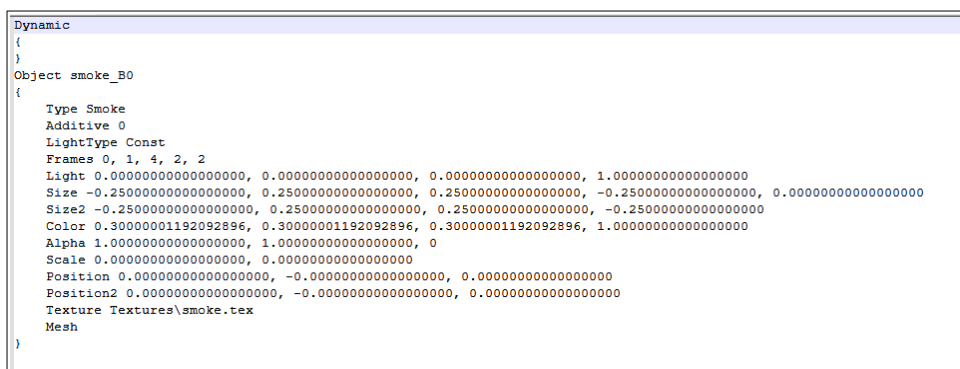 Dynamic
{
}
Object smoke_B0
{
    Type Smoke
    Additive 0
    LightType Const
    Frames 0, 1, 4, 2, 2
    Light 0.00000000000000000, 0.00000000000000000, 0.00000000000000000, 1.00000000000000000
    Size -0.25000000000000000, 0.25000000000000000, 0.25000000000000000, -0.25000000000000000, 0.00000000000000000
    Size2 -0.25000000000000000, 0.25000000000000000, 0.25000000000000000, -0.25000000000000000
    Color 0.30000001192092896, 0.30000001192092896, 0.30000001192092896, 1.00000000000000000
    Alpha 1.00000000000000000, 1.00000000000000000, 0
    Scale 0.00000000000000000, 0.00000000000000000
    Position 0.00000000000000000, -0.00000000000000000, 0.00000000000000000
    Position2 0.00000000000000000, -0.00000000000000000, 0.00000000000000000
    Texture Textures\smoke.tex
    Mesh
}